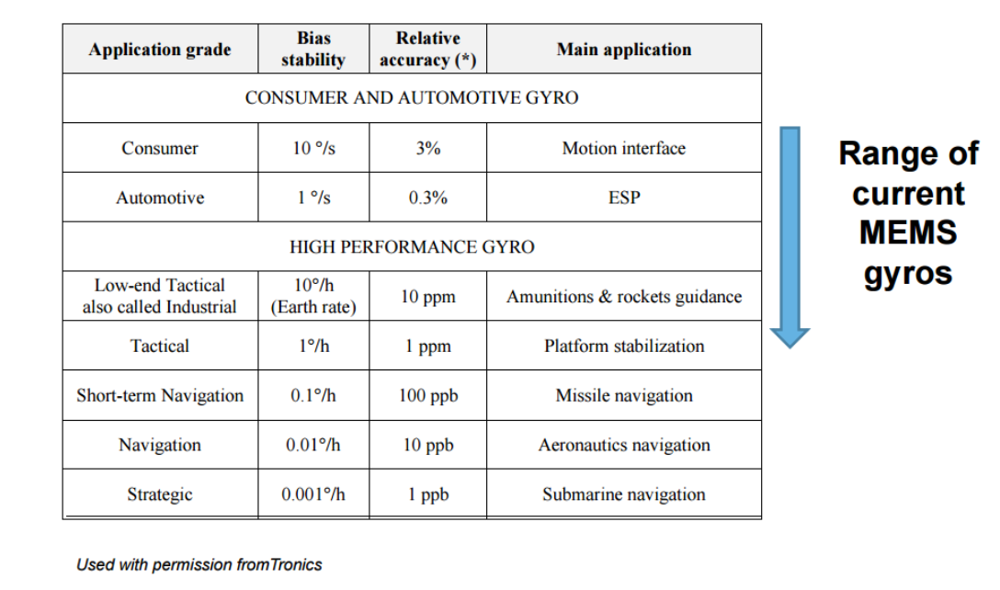 Application grade
Bias stability
Relative accuracy (*)
Main application
CONSUMER AND AUTOMOTIVE GYRO
Consumer 10 °/s 3% Motion interface
Automotive 1 °/s 0.3% ESP
HIGH PERFORMANCE GYRO
Low-end Tactical
also called Industrial
10°/h
(Earth rate)
10 ppm
Amunitions & rockets guidance
Tactical 1°/h 1 ppm Platform stabilization
Short-term Navigation 0.1°/h 100 ppb Missile navigation
Navigation 0.01°/h 10 ppb Aeronautics navigation
Strategic 0.001°/h 1 ppb Submarine navigation
Range of
current
MEMS
gyros
Used with permission fromTronics